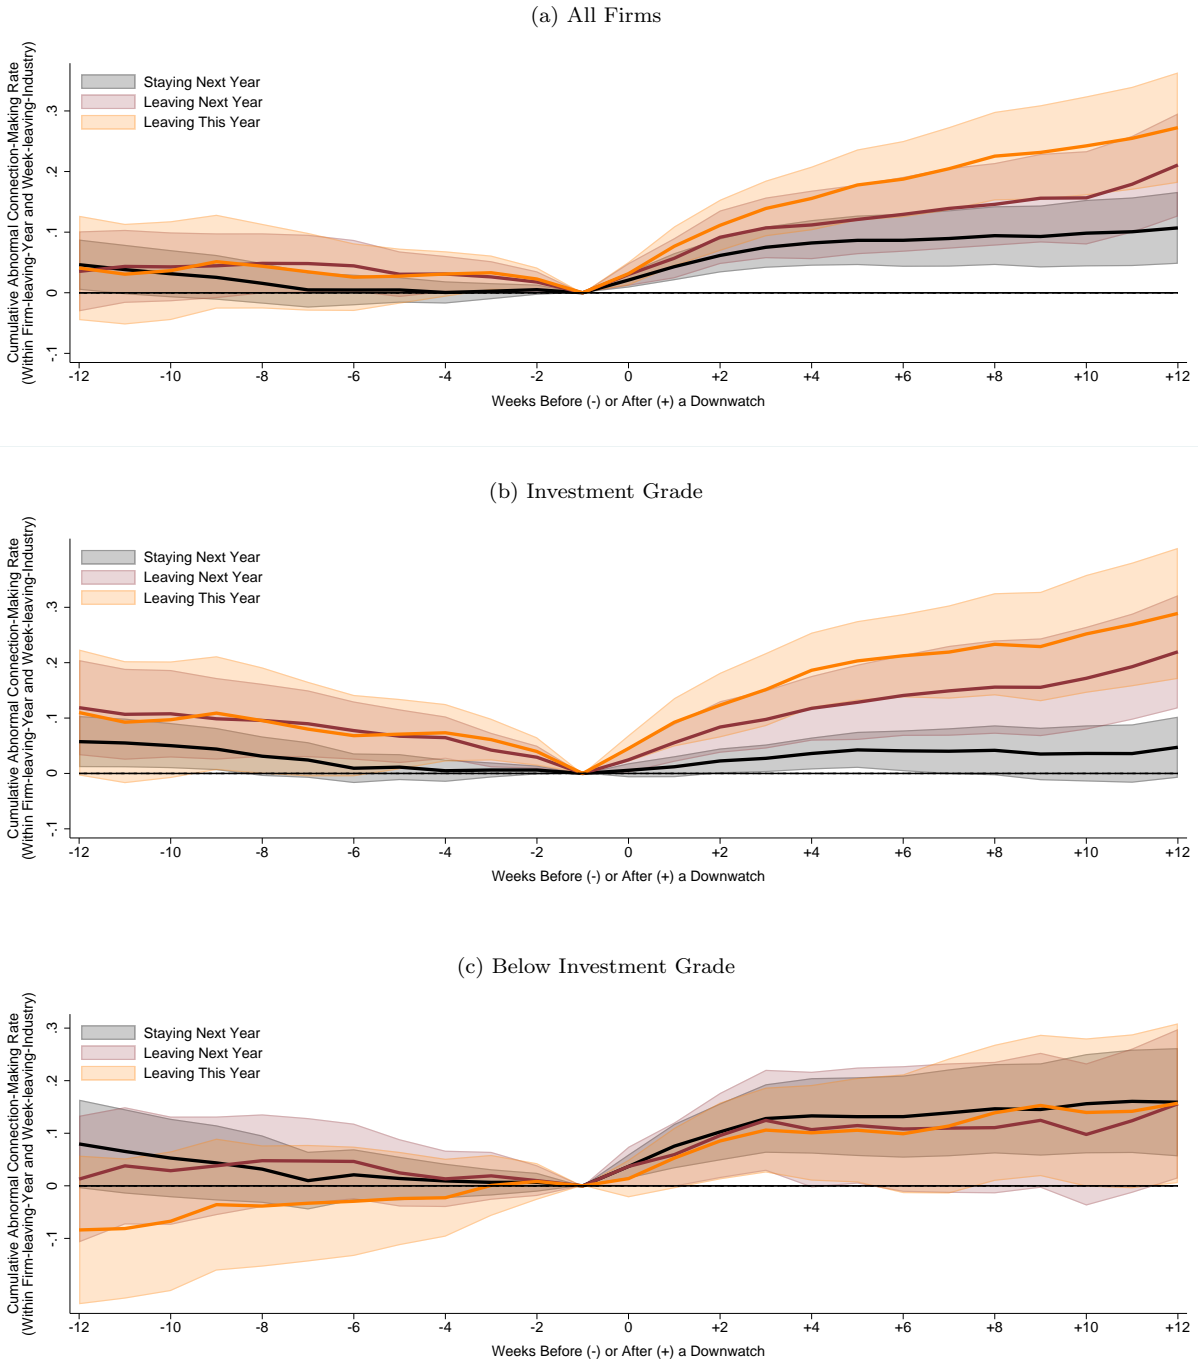 (a) All Firms
Cumulative Abnormal Connection-Making Rate
(Within Firm-leaving-Year and Week-leaving-Industry)
Staying Next Year
Leaving Next Year
Leaving This Year
.3
.2
.1
0
-.1
-12 -10 -8 -6 -4 -2 0 +2 +4 +6 +8 +10 +12
Weeks Before (-) or After (+) a Downwatch
(b) Investment Grade
Cumulative Abnormal Connection-Making Rate
(Within Firm-leaving-Year and Week-leaving-Industry)
Staying Next Year
Leaving Next Year
Leaving This Year
.3
.2
.1
0
-.1
-12 -10 -8 -6 -4 -2 0 +2 +4 +6 +8 +10 +12
Weeks Before (-) or After (+) a Downwatch
(c) Below Investment Grade
Cumulative Abnormal Connection-Making Rate
(Within Firm-leaving-Year and Week-leaving-Industry)
Staying Next Year
Leaving Next Year
Leaving This Year
.3
.2
.1
0
-.1
-12 -10 -8 -6 -4 -2 0 +2 +4 +6 +8 +10 +12
Weeks Before (-) or After (+) a Downwatch